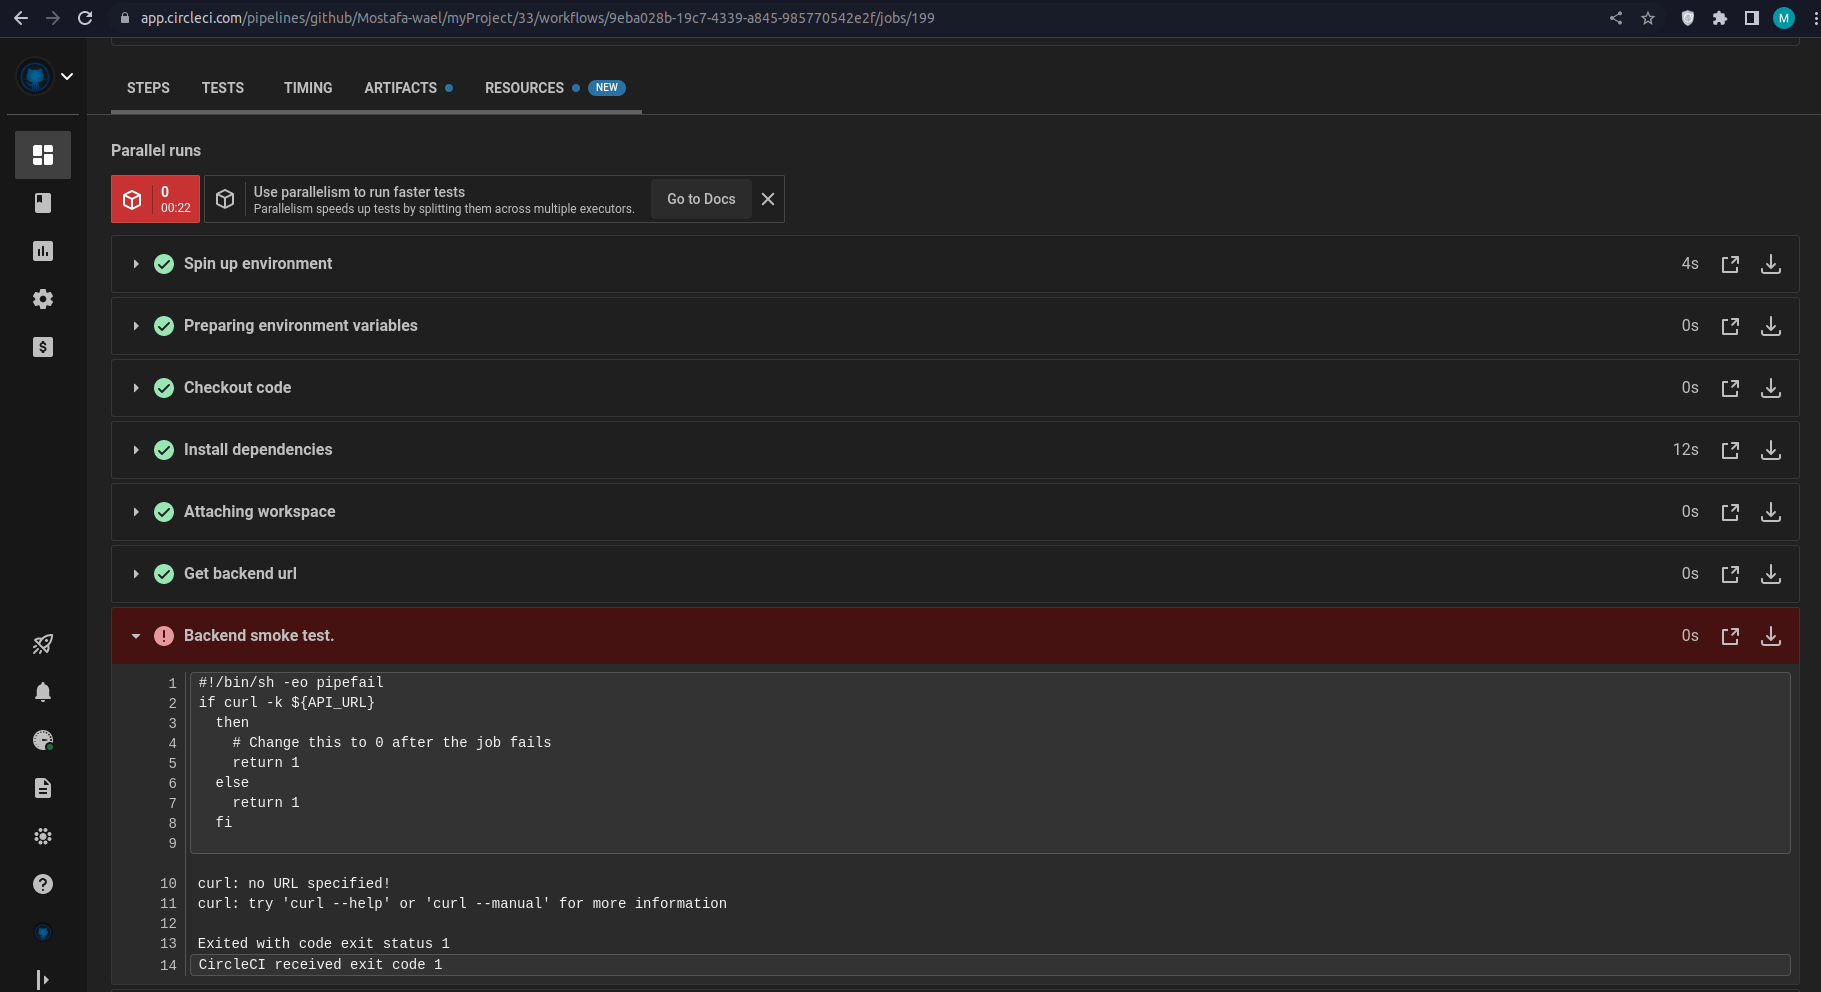 app.circleci.com/pipelines/github/Mostafa-wael/myProject/33/workflows/9eba028b-19c7-4339-a845-985770542e2f/jobs/199
M
STEPS TESTS TIMING ARTIFACTS RESOURCES NEW
Parallel runs
0
00:22
Use parallelism to run faster tests
Parallelism speeds up tests by splitting them across multiple executors.
Go to Docs
Spin up environment 4s
Preparing environment variables 0s
Checkout code 0s
Install dependencies 12s
Attaching workspace 0s
Get backend url 0s
Backend smoke test. 0s
1 #!/bin/sh -eo pipefail
2 if curl -k ${API_URL}
3 then
4 # Change this to 0 after the job fails
5 return 1
6 else
7 return 1
8 fi
9
10 curl: no URL specified!
11 curl: try 'curl --help' or 'curl --manual' for more information
12
13 Exited with code exit status 1
14 CircleCI received exit code 1